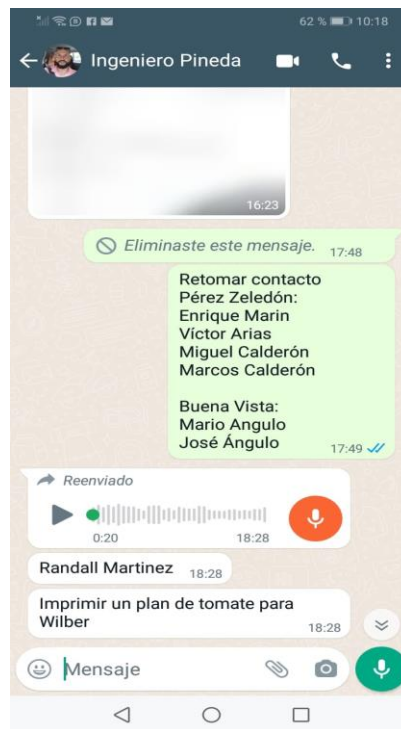 62 % 10:18
Ingeniero Pineda
16:23
Eliminaste este mensaje. 17:48
Retomar contacto
Pérez Zeledón:
Enrique Marin
Víctor Arias
Miguel Calderón
Marcos Calderón
Buena Vista:
Mario Angulo
José Ángulo 17:49
Reenviado
0:20 18:28
Randall Martinez 18:28
Imprimir un plan de tomate para
Wilber 18:28
Mensaje